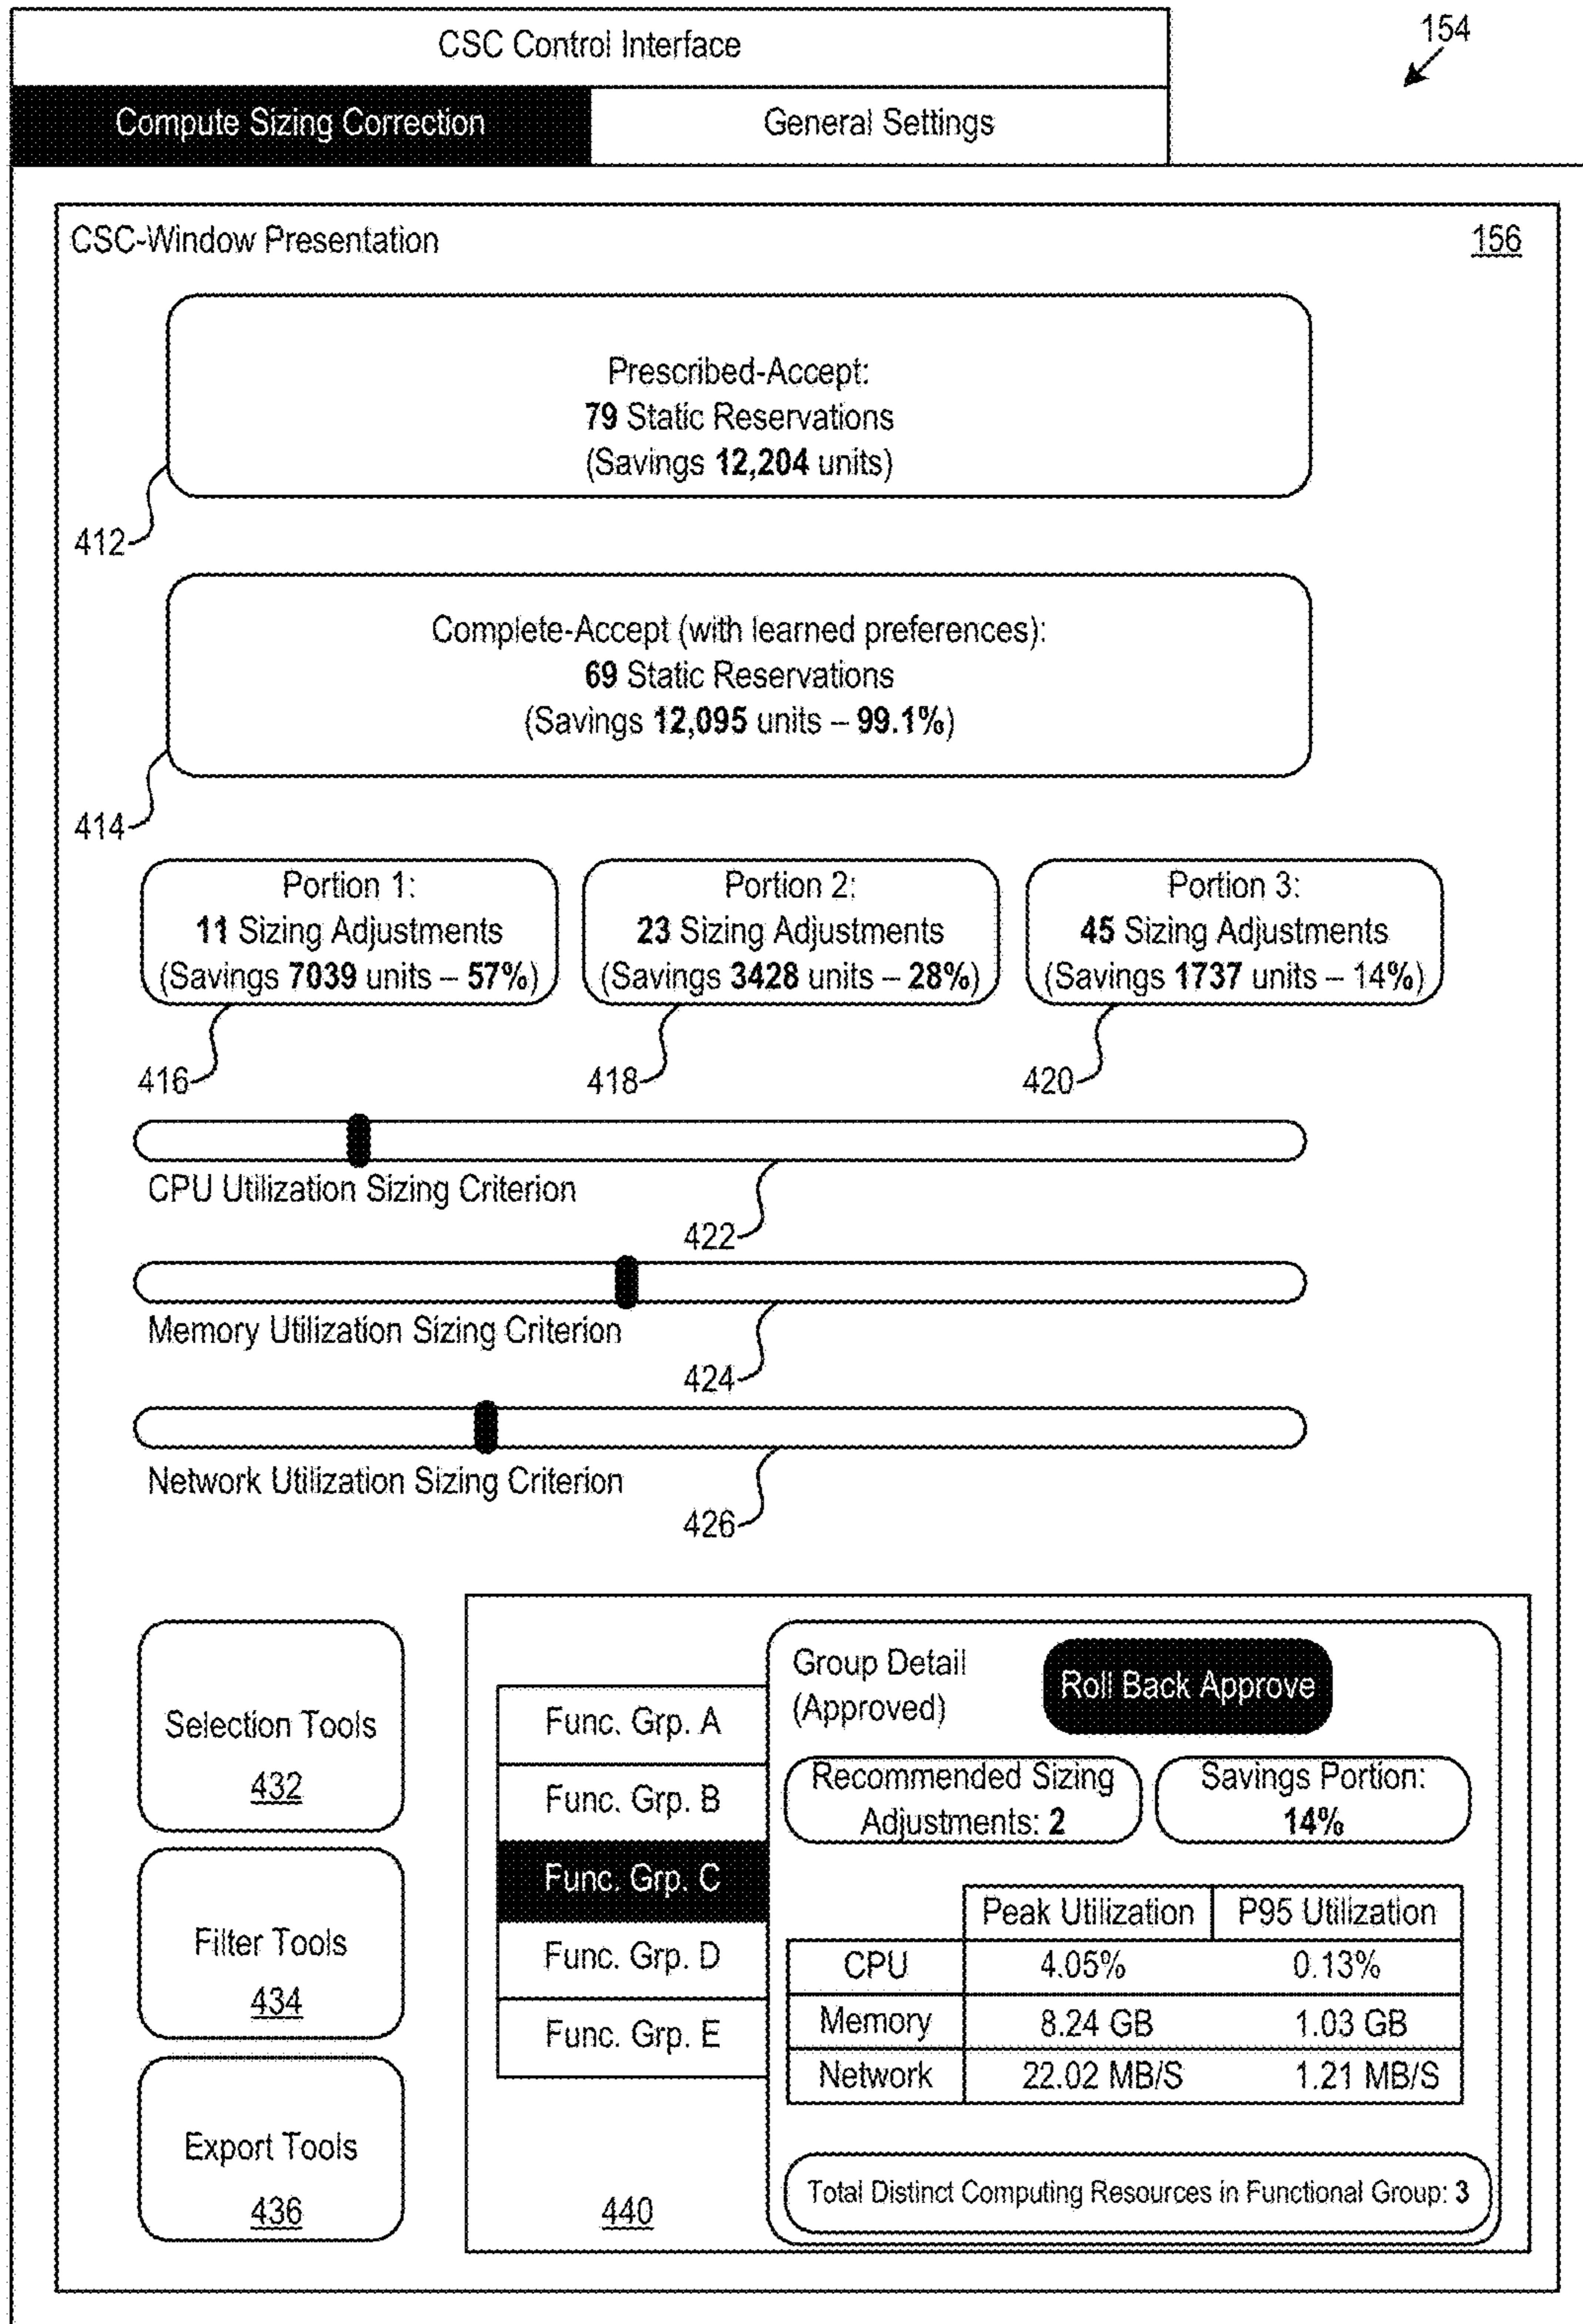 CSC Control Interface
154
Compute Sizing Correction
General Settings
CSC-Window Presentation
156
Prescribed-Accept:
79 Static Reservations
(Savings 12,204 units)
412
Complete-Accept (with learned preferences):
69 Static Reservations
(Savings 12,095 units – 99.1%)
414
Portion 1:
11 Sizing Adjustments
(Savings 7039 units – 57%)
416
Portion 2:
23 Sizing Adjustments
(Savings 3428 units – 28%)
418
Portion 3:
45 Sizing Adjustments
(Savings 1737 units – 14%)
420
CPU Utilization Sizing Criterion
422
Memory Utilization Sizing Criterion
424
Network Utilization Sizing Criterion
426
Selection Tools
432
Filter Tools
434
Export Tools
436
Func. Grp. A
Func. Grp. B
Func. Grp. C
Func. Grp. D
Func. Grp. E
440
Group Detail
(Approved)
Roll Back Approve
Recommended Sizing
Adjustments: 2
Savings Portion:
14%
Peak Utilization P95 Utilization
CPU 4.05% 0.13%
Memory 8.24 GB 1.03 GB
Network 22.02 MB/S 1.21 MB/S
Total Distinct Computing Resources in Functional Group: 3